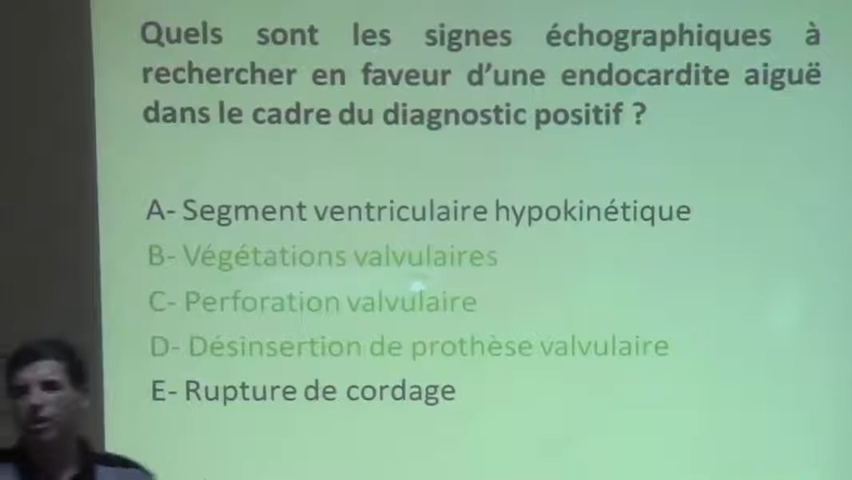 Quels sont les signes échographiques à
rechercher en faveur d'une endocardite aiguë
dans le cadre du diagnostic positif ?
A- Segment ventriculaire hypokinétique
B- Végétations valvulaires
C- Perforation valvulaire
D- Désinsertion de prothèse valvulaire
E- Rupture de cordage